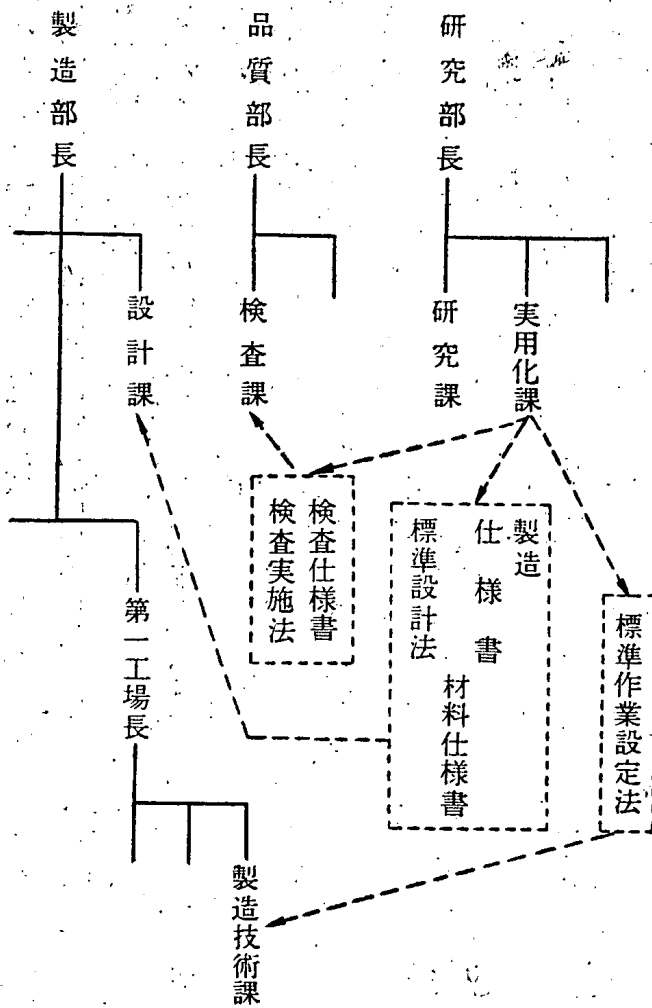 研究部長
実用化課
研究課
標準作業設定法
製造
仕様書
標準設計法
材料仕様書
検査仕様書
検査実施法
品質部長
検査課
製造部長
設計課
第一工場長
製造技術課